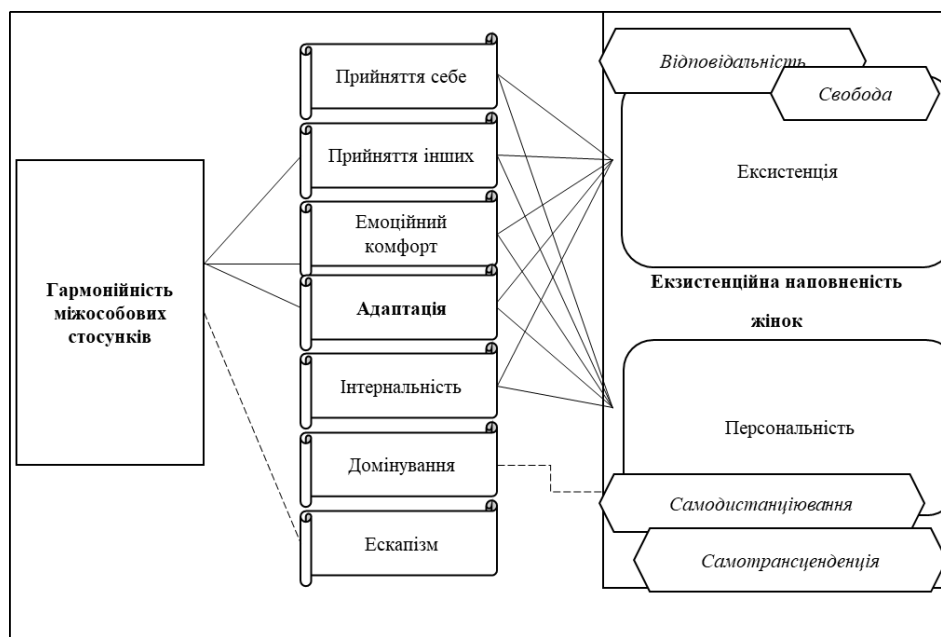 Гармонійність
міжособових
стосунків
Прийняття себе
Прийняття інших
Емоційний
комфорт
Адаптація
Інтернальність
Домінування
Ескапізм
Відповідальність
Свобода
Ексистенція
Екзистенційна наповненість
жінок
Персональність
Самодистанціювання
Самотрансценденція